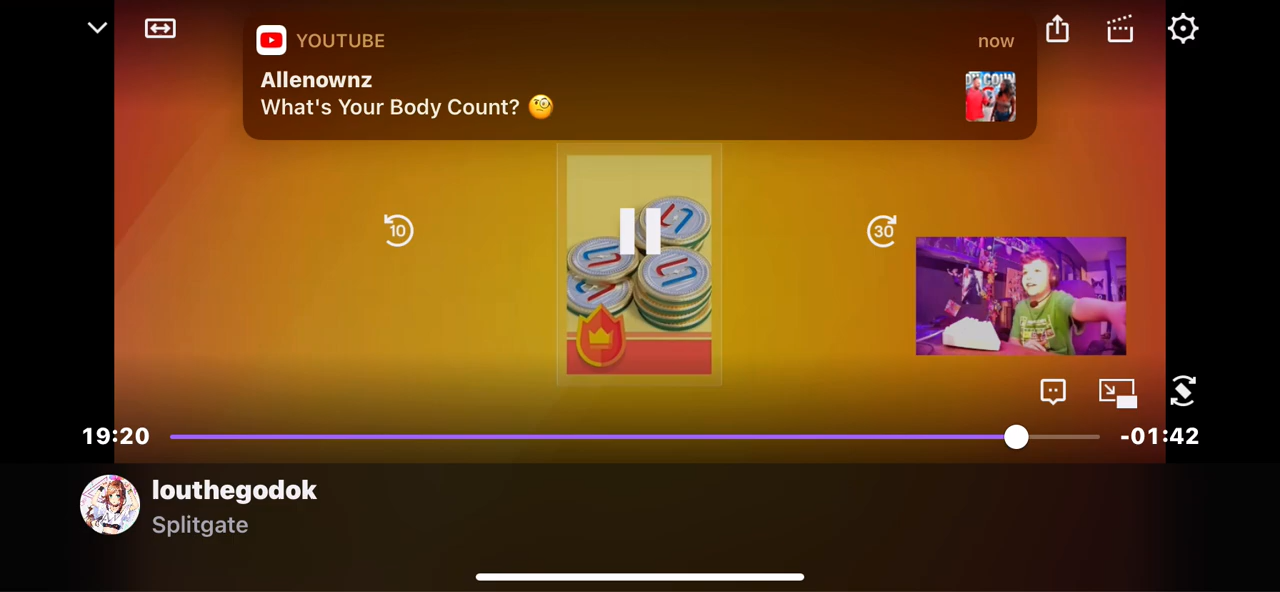 YOUTUBE
now
Allenownz
What's Your Body Count? 🧐
10
30
19:20
-01:42
louthegodok
Splitgate